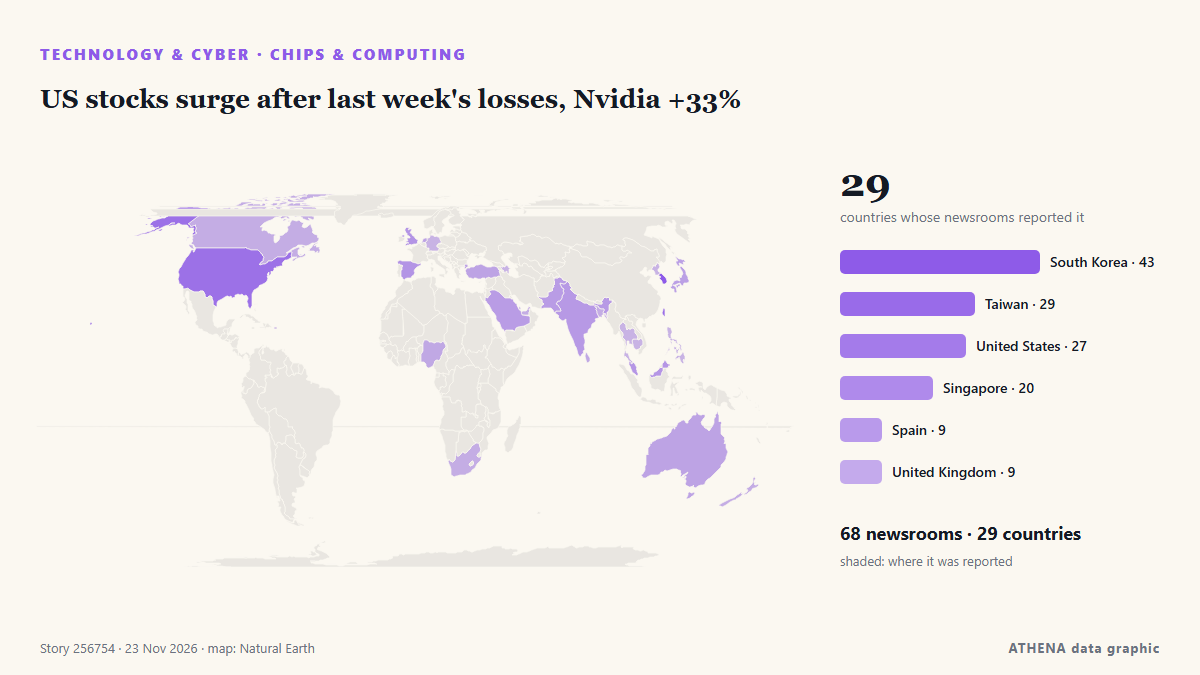 TECHNOLOGY & CYBER · CHIPS & COMPUTING
US stocks surge after last week's losses, Nvidia +33%
29
countries whose newsrooms reported it
South Korea · 43
Taiwan · 29
United States · 27
Singapore · 20
Spain · 9
United Kingdom · 9
68 newsrooms · 29 countries
shaded: where it was reported
Story 256754 · 23 Nov 2026 · map: Natural Earth
ATHENA data graphic